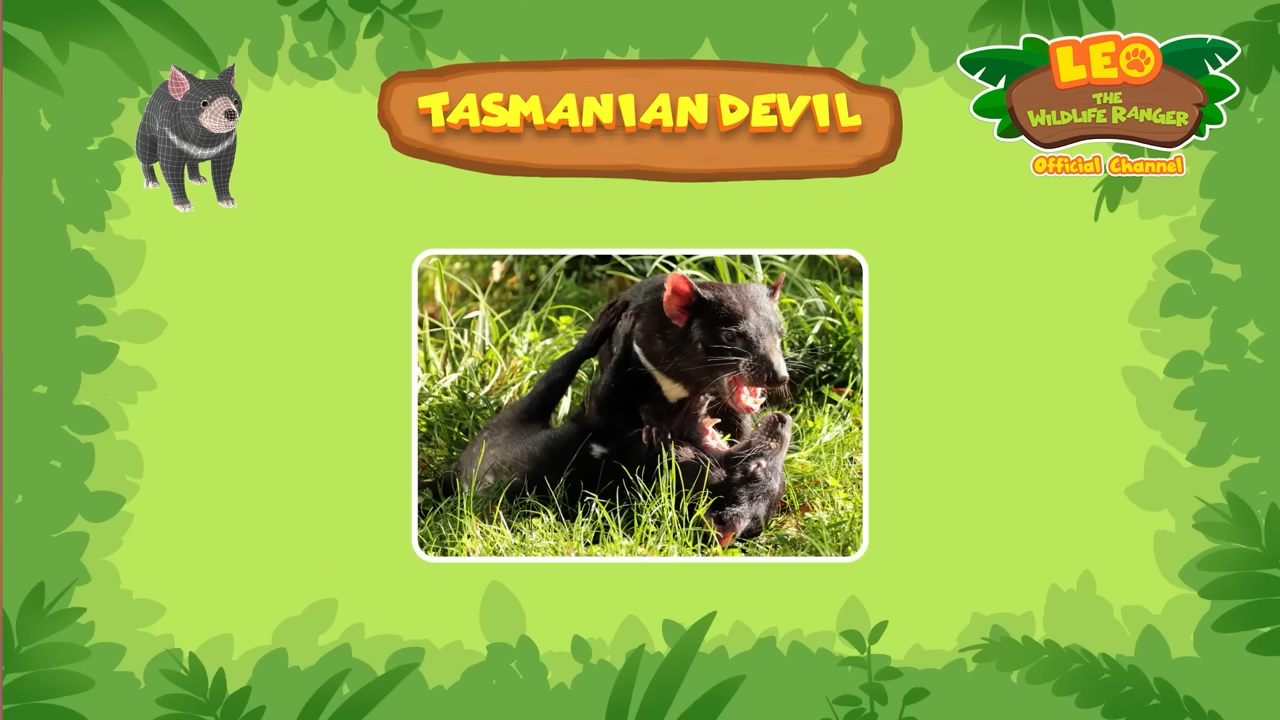 TASMANIAN DEVIL
LEO
THE
WILDLIFE RANGER
Official Channel